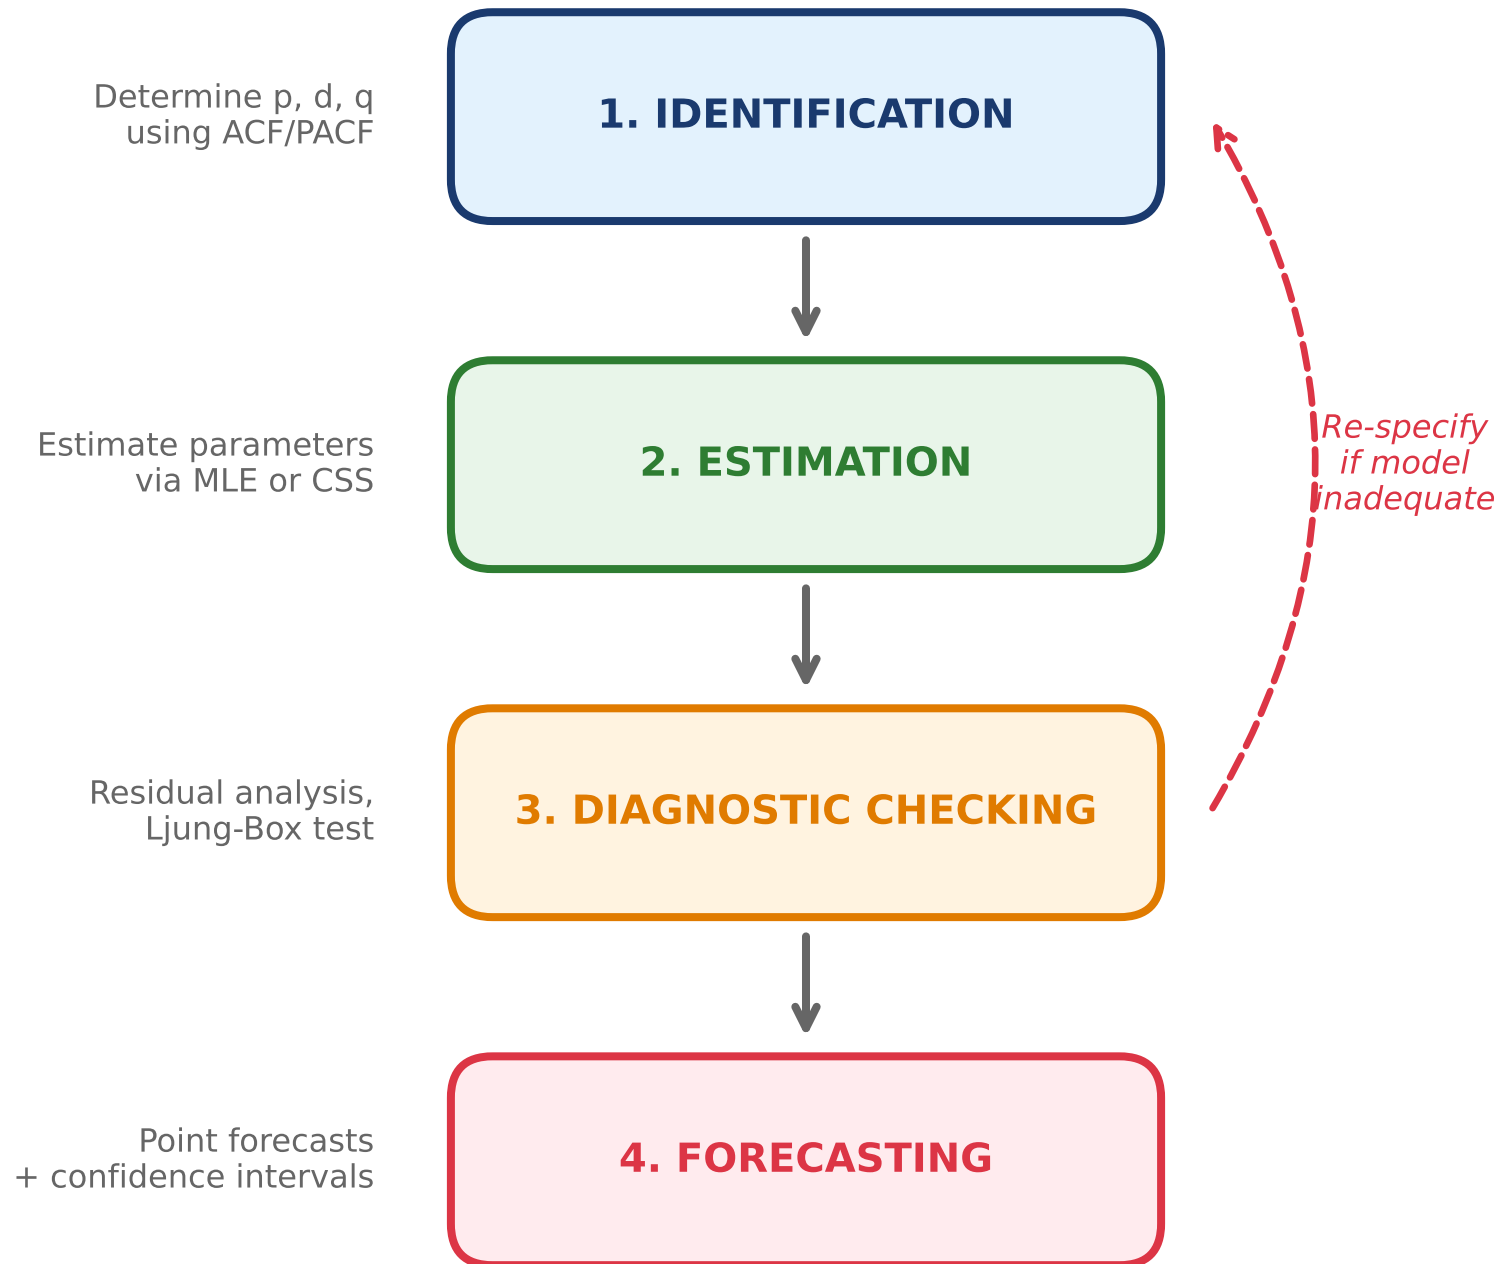 Determine p, d, q
using ACF/PACF
1. IDENTIFICATION
Estimate parameters
via MLE or CSS
2. ESTIMATION
Re-specify
if model
inadequate
Residual analysis,
Ljung-Box test
3. DIAGNOSTIC CHECKING
Point forecasts
+ confidence intervals
4. FORECASTING